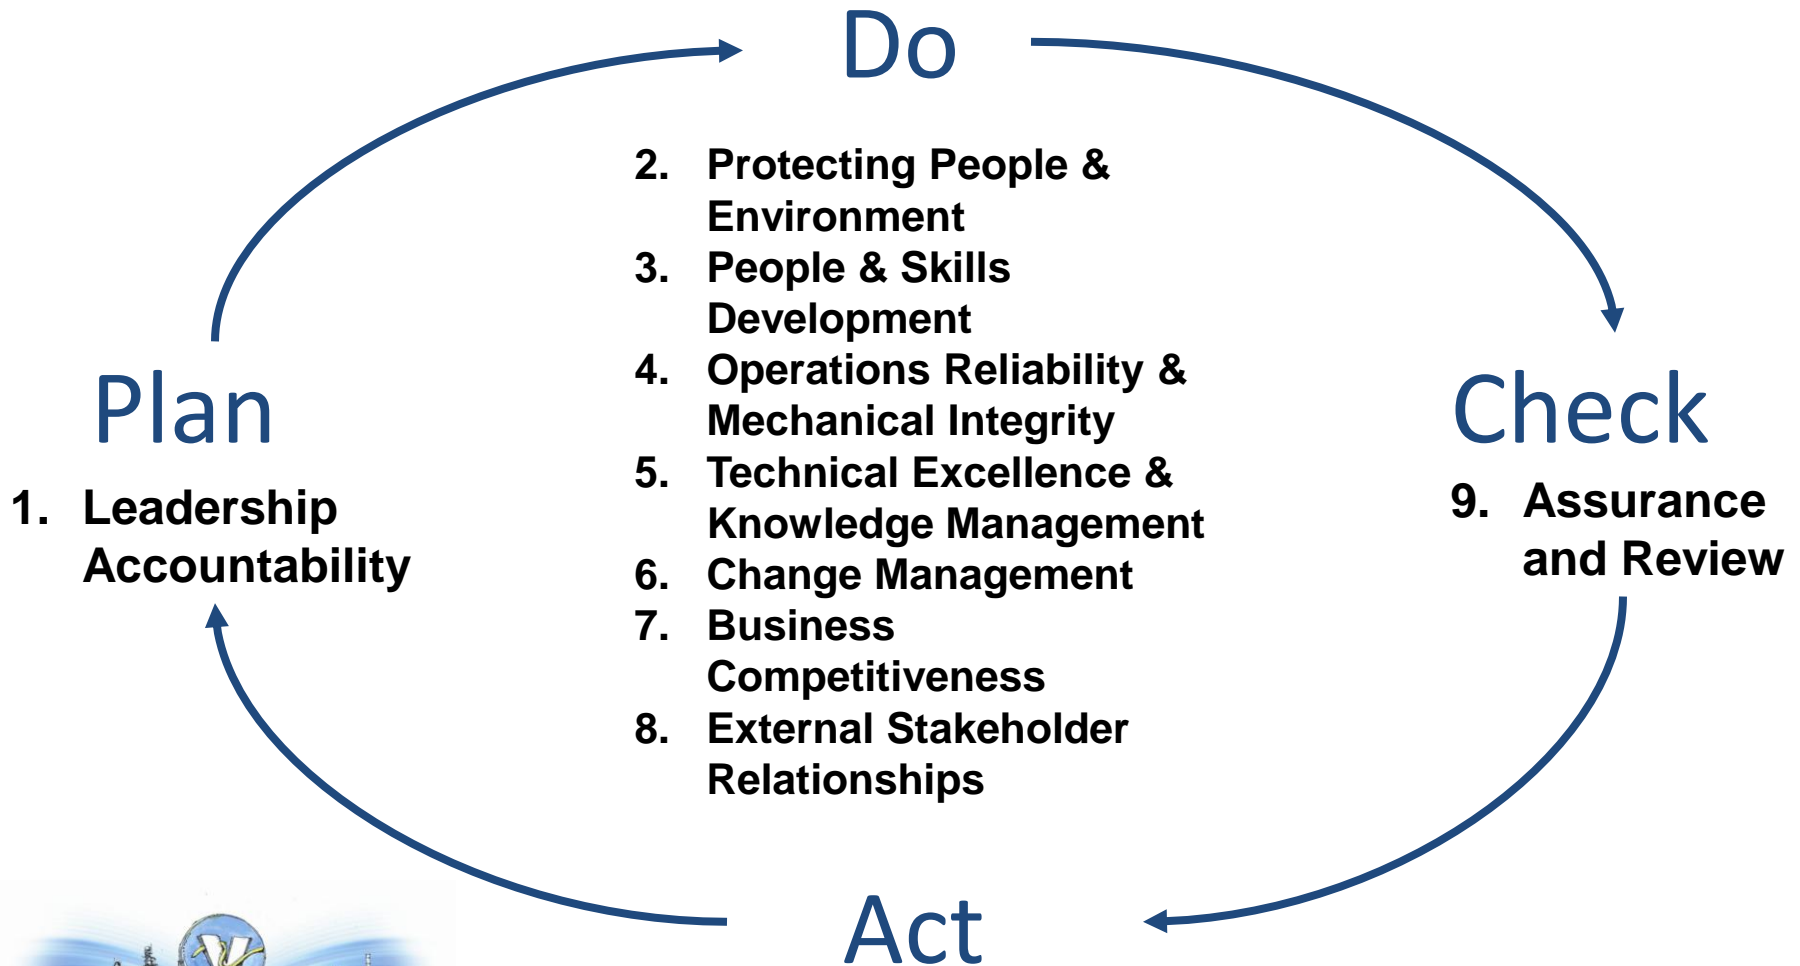 Do
2. Protecting People &
Environment
3. People & Skills
Development
4. Operations Reliability &
Mechanical Integrity
5. Technical Excellence &
Knowledge Management
6. Change Management
7. Business
Competitiveness
8. External Stakeholder
Relationships
Plan
1. Leadership
Accountability
Check
9. Assurance
and Review
Act